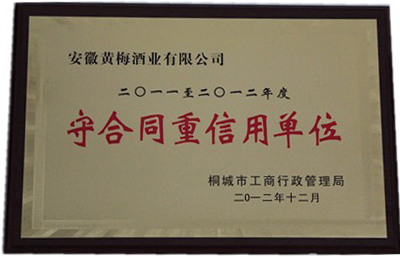 安徽黄梅酒业有限公司
二〇一一至二〇一二年度
守合同重信用单位
桐城市工商行政管理局
二〇一二年十二月